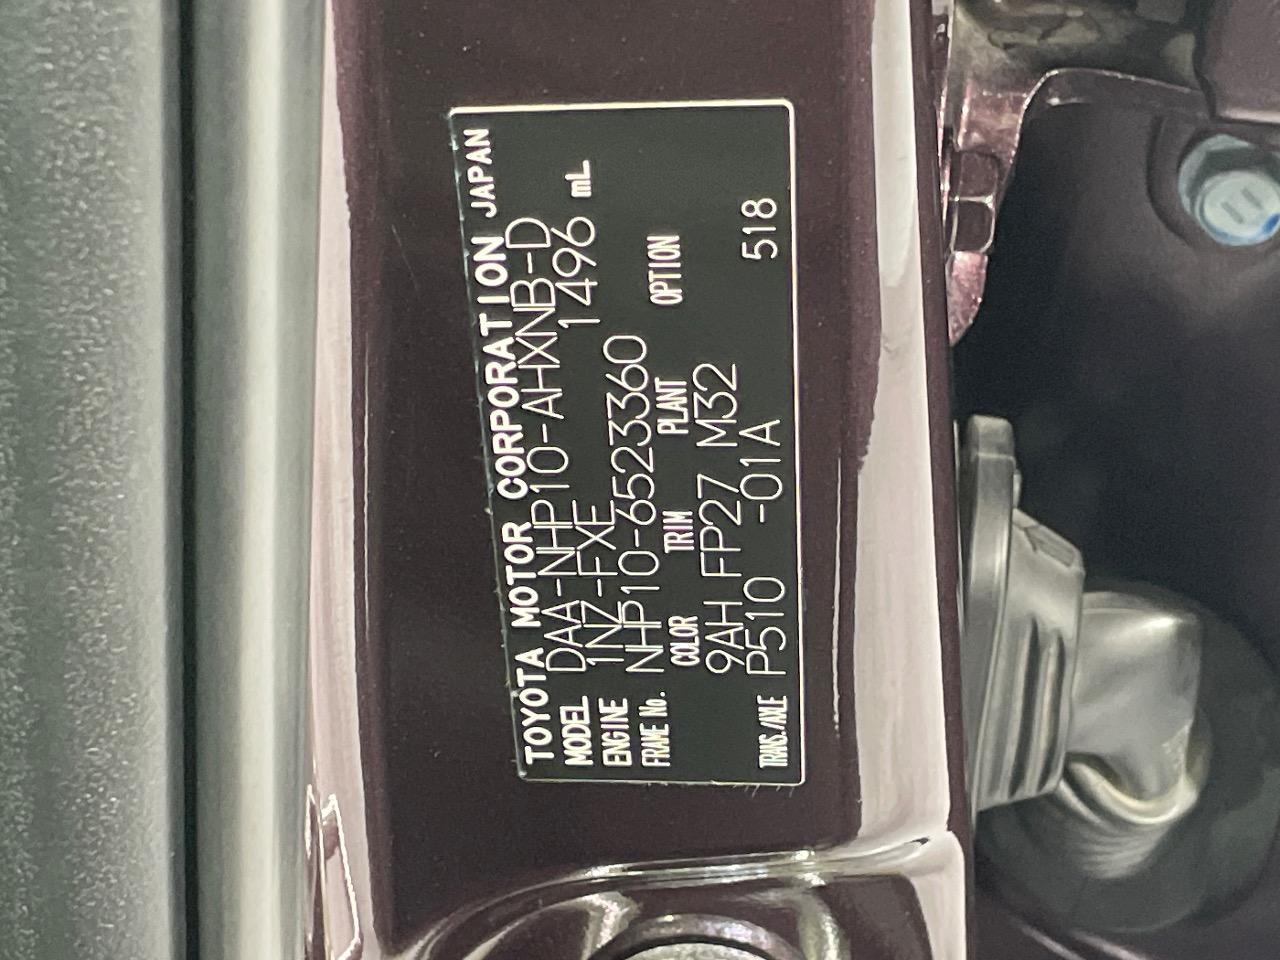 TOYOTA MOTOR CORPORATION JAPAN
MODEL DAA-NHP10-AHXNB-D
ENGINE 1NZ-FXE 1496 mL
FRAME No. NHP10-6523360
COLOR TRIM PLANT OPTION
9AH FP27 M32
TRANS./AXLE P510 -01A 518